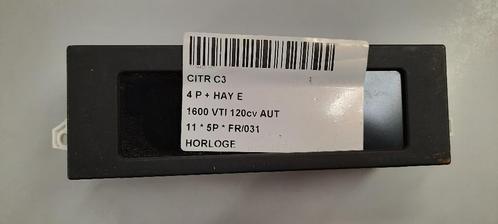 CITR C3
4 P + HAY E
1600 VTI 120cv AUT
11 * 5P * FR/031
HORLOGE